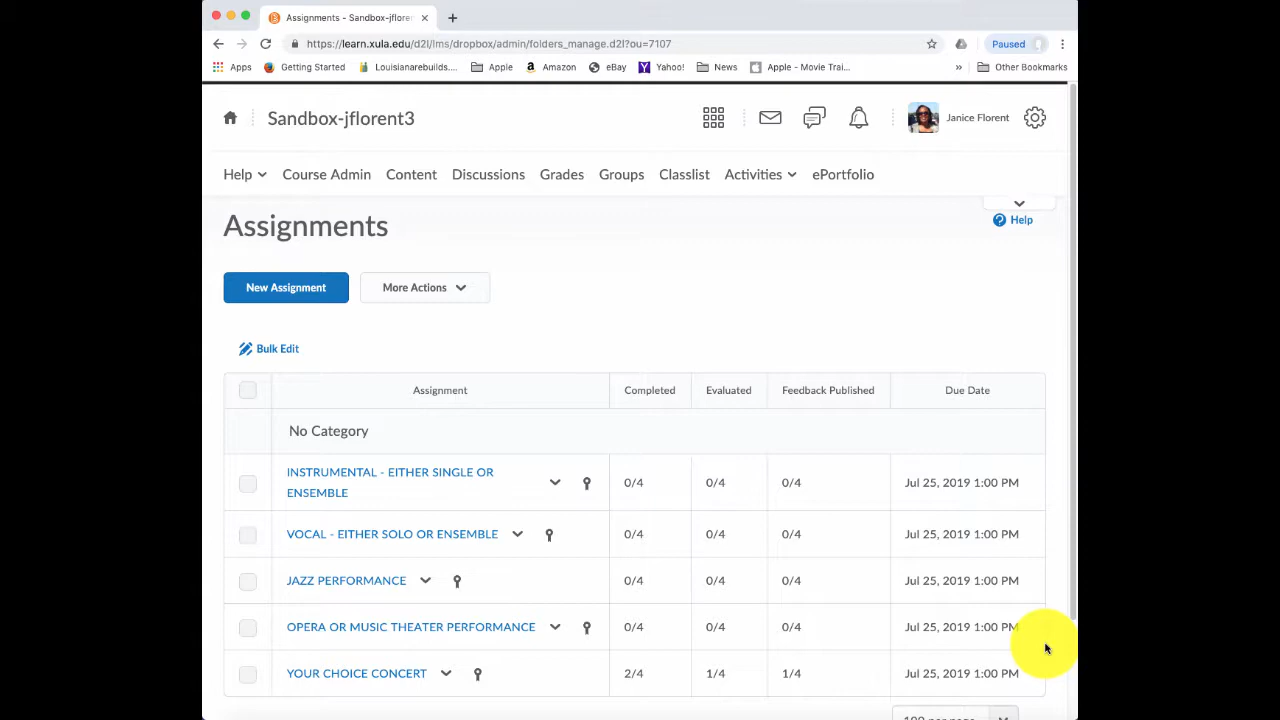 Assignments - Sandbox-jfloren
https://learn.xula.edu/d2l/lms/dropbox/admin/folders_manage.d2l?ou=7107
Paused
Apps Getting Started Louisianarebuilds.... Apple Amazon eBay Yahoo! News Apple - Movie Trai... » Other Bookmarks
Sandbox-jflorent3
Janice Florent
Help Course Admin Content Discussions Grades Groups Classlist Activities ePortfolio
Assignments
Help
New Assignment More Actions
Bulk Edit
Assignment Completed Evaluated Feedback Published Due Date
No Category
INSTRUMENTAL - EITHER SINGLE OR
ENSEMBLE
0/4 0/4 0/4 Jul 25, 2019 1:00 PM
VOCAL - EITHER SOLO OR ENSEMBLE 0/4 0/4 0/4 Jul 25, 2019 1:00 PM
JAZZ PERFORMANCE 0/4 0/4 0/4 Jul 25, 2019 1:00 PM
OPERA OR MUSIC THEATER PERFORMANCE 0/4 0/4 0/4 Jul 25, 2019 1:00 PM
YOUR CHOICE CONCERT 2/4 1/4 1/4 Jul 25, 2019 1:00 PM